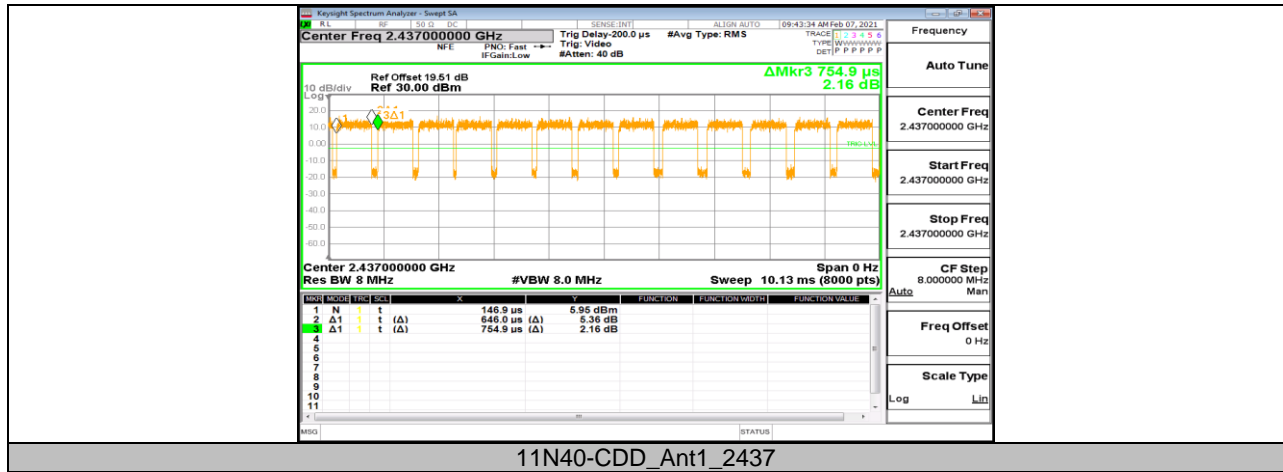 Keysight Spectrum Analyzer - Swept SA
RL RF 50 Ω DC SENSE:INT ALIGN AUTO 09:43:34 AM Feb 07, 2021
Center Freq 2.437000000 GHz
NFE PNO: Fast IFGain:Low
Trig Delay-200.0 µs #Avg Type: RMS
Trig: Video
#Atten: 40 dB
TRACE 1 2 3 4 5 6
TYPE WWWWWW
DET P P P P P P
Frequency
Auto Tune
Center Freq
2.437000000 GHz
Start Freq
2.437000000 GHz
Stop Freq
2.437000000 GHz
CF Step
8.000000 MHz
Auto Man
Freq Offset
0 Hz
Scale Type
Log Lin
ΔMkr3 754.9 µs
2.16 dB
Ref Offset 19.51 dB
10 dB/div Ref 30.00 dBm
Log
20.0
10.0
0.00
-10.0
-20.0
-30.0
-40.0
-50.0
-60.0
1
3Δ1
TRIG LVL
Center 2.437000000 GHz Span 0 Hz
Res BW 8 MHz #VBW 8.0 MHz Sweep 10.13 ms (8000 pts)
MKR MODE TRC SCL X Y FUNCTION FUNCTION WIDTH FUNCTION VALUE
1 N 1 t 146.9 µs 5.95 dBm
2 Δ1 1 t (Δ) 646.0 µs (Δ) 5.36 dB
3 Δ1 1 t (Δ) 754.9 µs (Δ) 2.16 dB
4
5
6
7
8
9
10
11
MSG STATUS
11N40-CDD_Ant1_2437